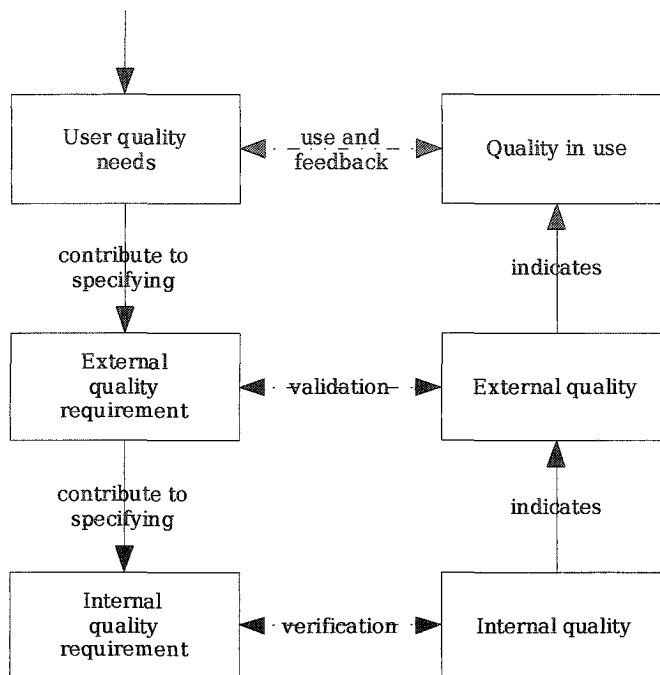 User quality
needs
use and
feedback
Quality in use
contribute to
specifying
indicates
External
quality
requirement
validation
External quality
contribute to
specifying
indicates
Internal
quality
requirement
verification
Internal quality